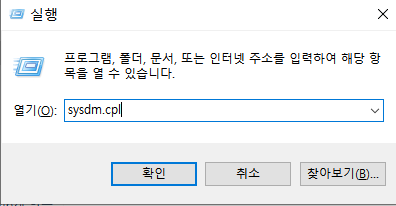 실행
프로그램, 폴더, 문서, 또는 인터넷 주소를 입력하여 해당 항
목을 열 수 있습니다.
열기(O): sysdm.cpl
확인 취소 찾아보기(B)...